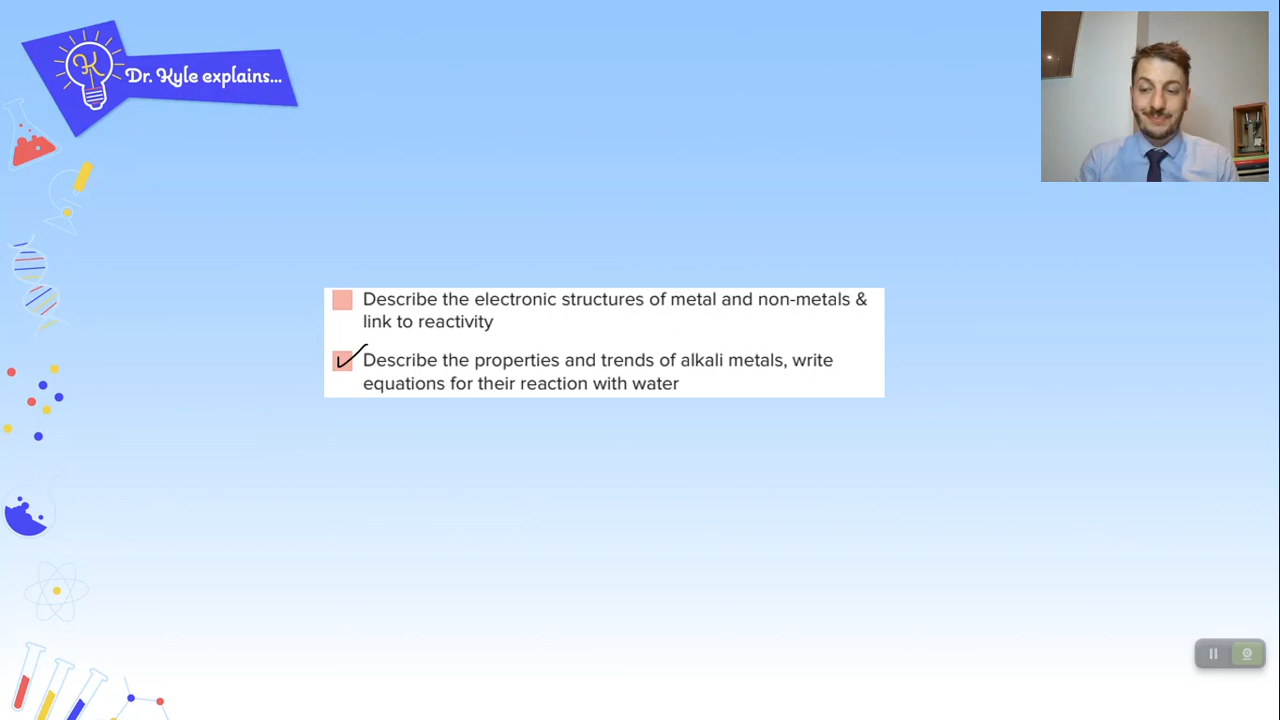 Dr. Kyle explains...
Describe the electronic structures of metal and non-metals &
link to reactivity
Describe the properties and trends of alkali metals, write
equations for their reaction with water